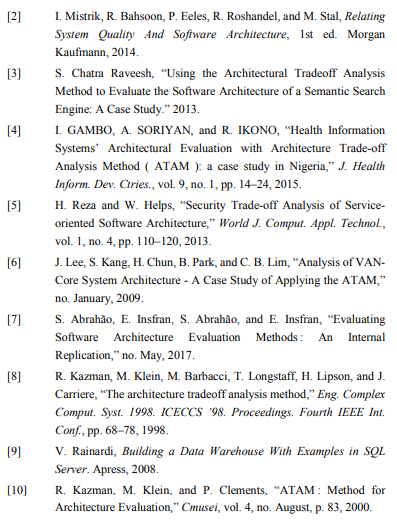 [2] I. Mistrik, R. Bahsoon, P. Eeles, R. Roshandel, and M. Stal, Relating
System Quality And Software Architecture, 1st ed. Morgan
Kaufmann, 2014.
[3] S. Chatra Raveesh, “Using the Architectural Tradeoff Analysis
Method to Evaluate the Software Architecture of a Semantic Search
Engine: A Case Study.” 2013.
[4] I. GAMBO, A. SORIYAN, and R. IKONO, “Health Information
Systems’ Architectural Evaluation with Architecture Trade-off
Analysis Method ( ATAM ): a case study in Nigeria,” J. Health
Inform. Dev. Ctries., vol. 9, no. 1, pp. 14–24, 2015.
[5] H. Reza and W. Helps, “Security Trade-off Analysis of Service-
oriented Software Architecture,” World J. Comput. Appl. Technol.,
vol. 1, no. 4, pp. 110–120, 2013.
[6] J. Lee, S. Kang, H. Chun, B. Park, and C. B. Lim, “Analysis of VAN-
Core System Architecture - A Case Study of Applying the ATAM,”
no. January, 2009.
[7] S. Abrahão, E. Insfran, S. Abrahão, and E. Insfran, “Evaluating
Software Architecture Evaluation Methods : An Internal
Replication,” no. May, 2017.
[8] R. Kazman, M. Klein, M. Barbacci, T. Longstaff, H. Lipson, and J.
Carriere, “The architecture tradeoff analysis method,” Eng. Complex
Comput. Syst. 1998. ICECCS ’98. Proceedings. Fourth IEEE Int.
Conf., pp. 68–78, 1998.
[9] V. Rainardi, Building a Data Warehouse With Examples in SQL
Server. Apress, 2008.
[10] R. Kazman, M. Klein, and P. Clements, “ATAM : Method for
Architecture Evaluation,” Cmusei, vol. 4, no. August, p. 83, 2000.